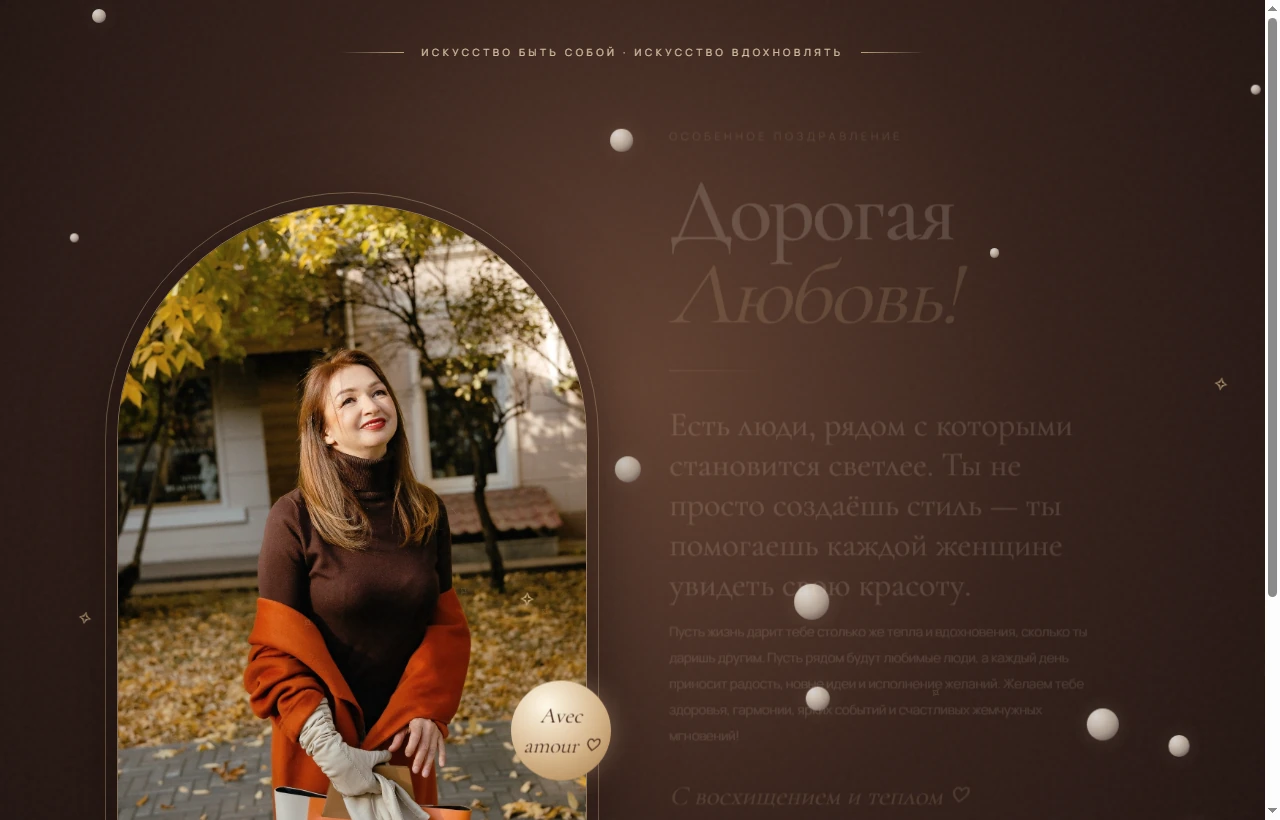 ИСКУССТВО БЫТЬ СОБОЙ · ИСКУССТВО ВДОХНОВЛЯТЬ
ОСОБЕННОЕ ПОЗДРАВЛЕНИЕ
Дорогая
Любовь!
Есть люди, рядом с которыми
становится светлее. Ты не
просто создаёшь стиль — ты
помогаешь каждой женщине
увидеть свою красоту.
Пусть жизнь дарит тебе столько же тепла и вдохновения, сколько ты
даришь другим. Пусть рядом будут любимые люди, а каждый день
приносит радость, новые идеи и исполнение желаний. Желаем тебе
здоровья, гармонии, ярких событий и счастливых жемчужных
мгновений!
С восхищением и теплом ♡
Avec
amour ♡